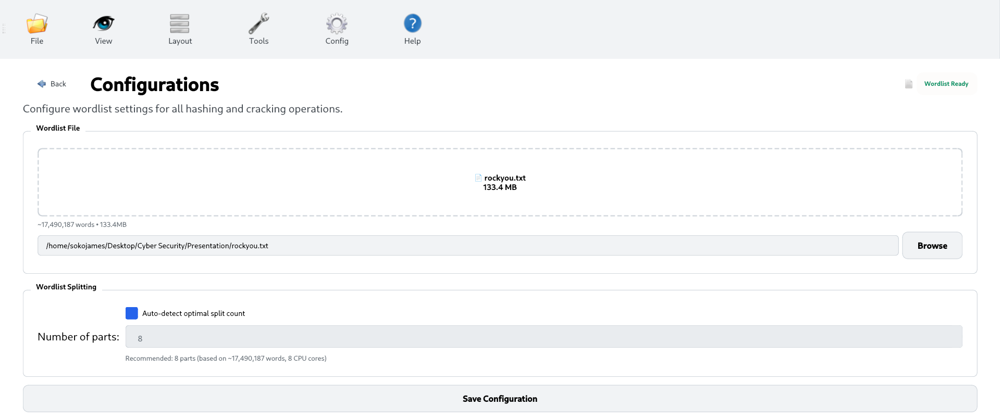 File
View
Layout
Tools
Config
Help
Back
Configurations
Wordlist Ready
Configure wordlist settings for all hashing and cracking operations.
Wordlist File
rockyou.txt
133.4 MB
~17,490,187 words • 133.4MB
/home/sokojames/Desktop/Cyber Security/Presentation/rockyou.txt
Browse
Wordlist Splitting
Auto-detect optimal split count
Number of parts:
8
Recommended: 8 parts (based on ~17,490,187 words, 8 CPU cores)
Save Configuration